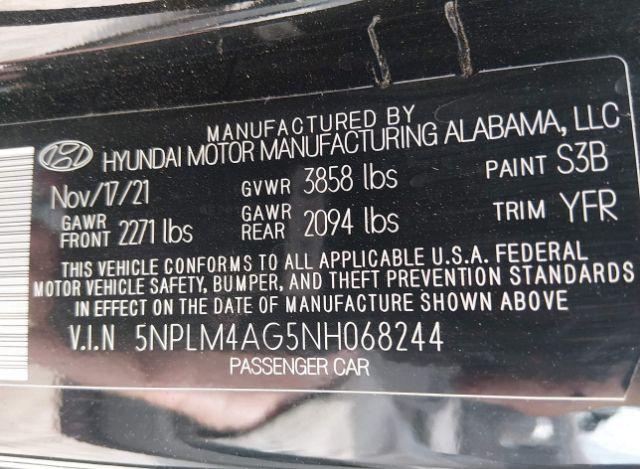 MANUFACTURED BY
HYUNDAI MOTOR MANUFACTURING ALABAMA, LLC
Nov/17/21 GVWR 3858 lbs PAINT S3B
GAWR FRONT 2271 lbs GAWR REAR 2094 lbs TRIM YFR
THIS VEHICLE CONFORMS TO ALL APPLICABLE U.S.A. FEDERAL
MOTOR VEHICLE SAFETY, BUMPER, AND THEFT PREVENTION STANDARDS
IN EFFECT ON THE DATE OF MANUFACTURE SHOWN ABOVE
V.I.N 5NPLM4AG5NH068244
PASSENGER CAR